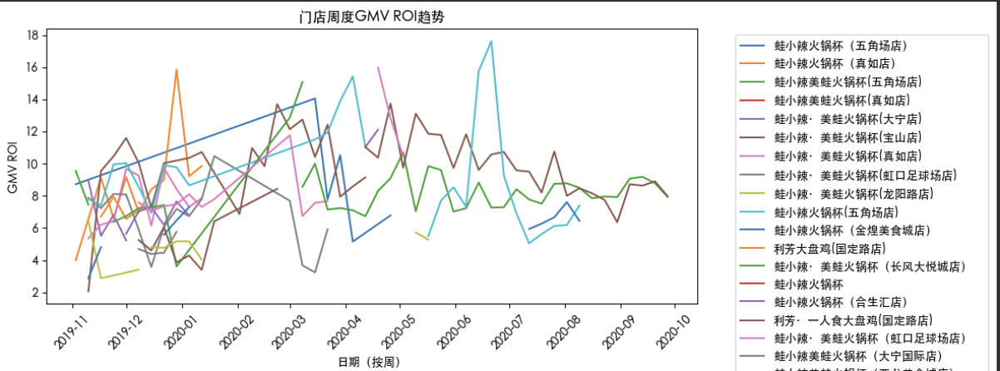 门店周度GMV ROI趋势
18
16
14
12
10
8
6
4
2
GMV ROI
2019-11
2019-12
2020-01
2020-02
2020-03
2020-04
2020-05
2020-06
2020-07
2020-08
2020-09
2020-10
日期（按周）
蛙小辣火锅杯（五角场店）
蛙小辣火锅杯（真如店）
蛙小辣美蛙火锅杯(五角场店)
蛙小辣美蛙火锅杯(真如店)
蛙小辣·美蛙火锅杯(大宁店)
蛙小辣·美蛙火锅杯(宝山店)
蛙小辣·美蛙火锅杯(真如店)
蛙小辣·美蛙火锅杯(虹口足球场店)
蛙小辣·美蛙火锅杯(龙阳路店)
蛙小辣·美蛙火锅杯(五角场店)
蛙小辣·美蛙火锅杯（金煌美食城店）
利芳大盘鸡(国定路店)
蛙小辣·美蛙火锅杯（长风大悦城店）
蛙小辣·美蛙火锅杯
蛙小辣火锅杯（合生汇店）
利芳·一人食大盘鸡(国定路店)
蛙小辣·美蛙火锅杯（虹口足球场店）
蛙小辣美蛙火锅杯（大宁国际店）